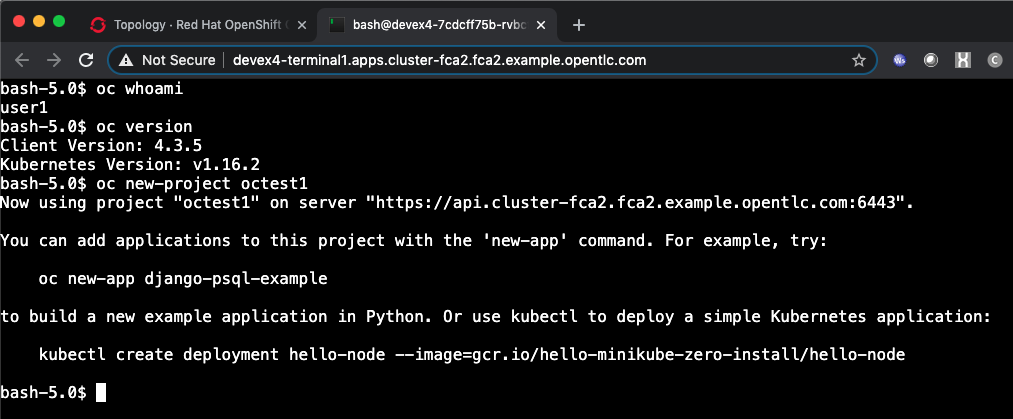 Topology · Red Hat OpenShift
bash@devex4-7cdcff75b-rvbc
Not Secure
devex4-terminal1.apps.cluster-fca2.fca2.example.opentlc.com
Ws
H
C
bash-5.0$ oc whoami
user1
bash-5.0$ oc version
Client Version: 4.3.5
Kubernetes Version: v1.16.2
bash-5.0$ oc new-project octest1
Now using project "octest1" on server "https://api.cluster-fca2.fca2.example.opentlc.com:6443".
You can add applications to this project with the 'new-app' command. For example, try:
oc new-app django-psql-example
to build a new example application in Python. Or use kubectl to deploy a simple Kubernetes application:
kubectl create deployment hello-node --image=gcr.io/hello-minikube-zero-install/hello-node
bash-5.0$